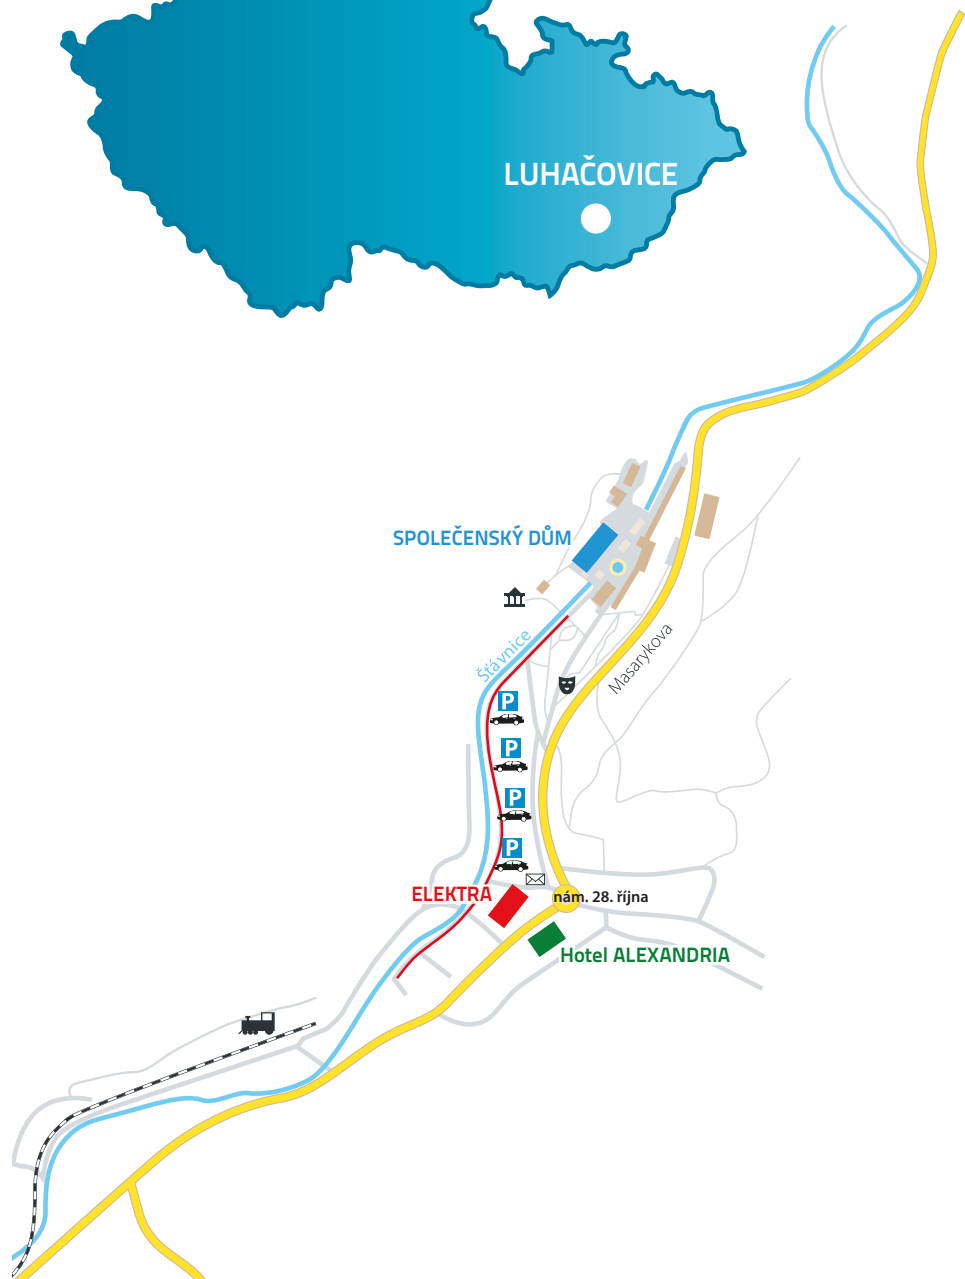 LUHAČOVICE
SPOLEČENSKÝ DŮM
Šťávnice
Masarykova
P
P
P
P
ELEKTRA
nám. 28. října
Hotel ALEXANDRIA